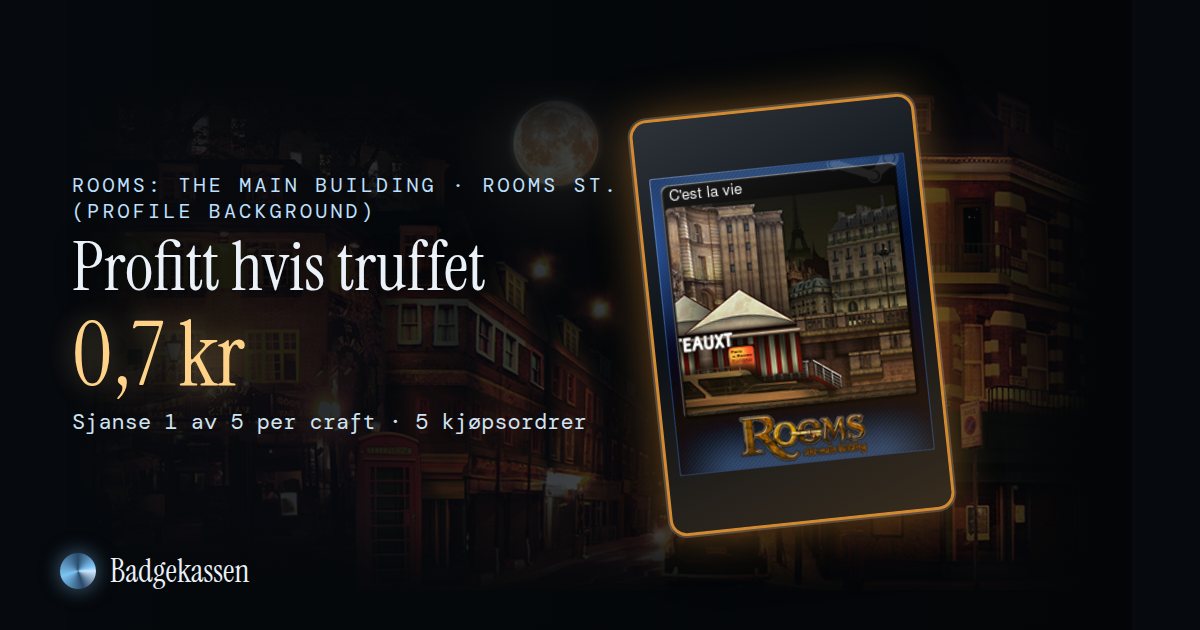 ROOMS: THE MAIN BUILDING · ROOMS ST.
(PROFILE BACKGROUND)
Profitt hvis truffet
0,7 kr
Sjanse 1 av 5 per craft · 5 kjøpsordrer
Badgekassen
C'est la vie
TEAUXT
ROOMS